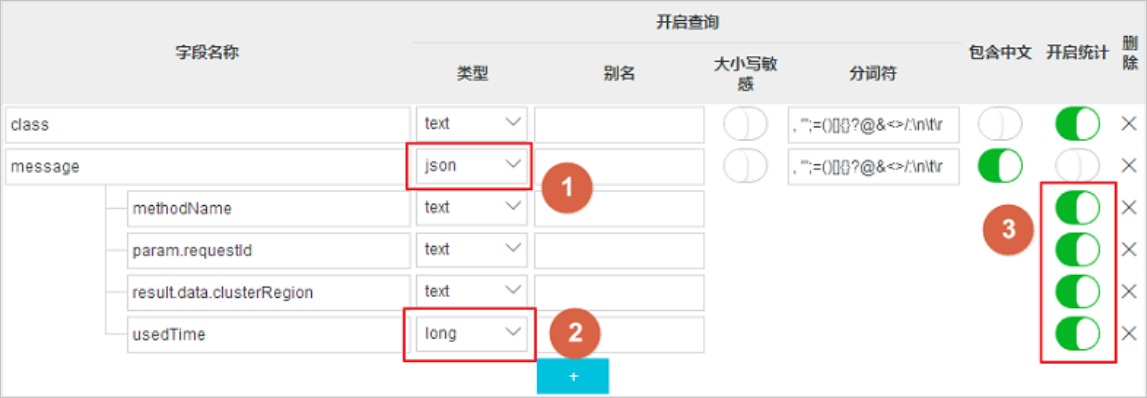 字段名称 开启查询 包含中文 开启统计 删除
类型 别名 大小写敏感 分词符
class text , '";=()[]{}?@&<>/:\n\t\r
message json , '";=()[]{}?@&<>/:\n\t\r
1
methodName text
3
param.requestId text
result.data.clusterRegion text
usedTime long
2
+